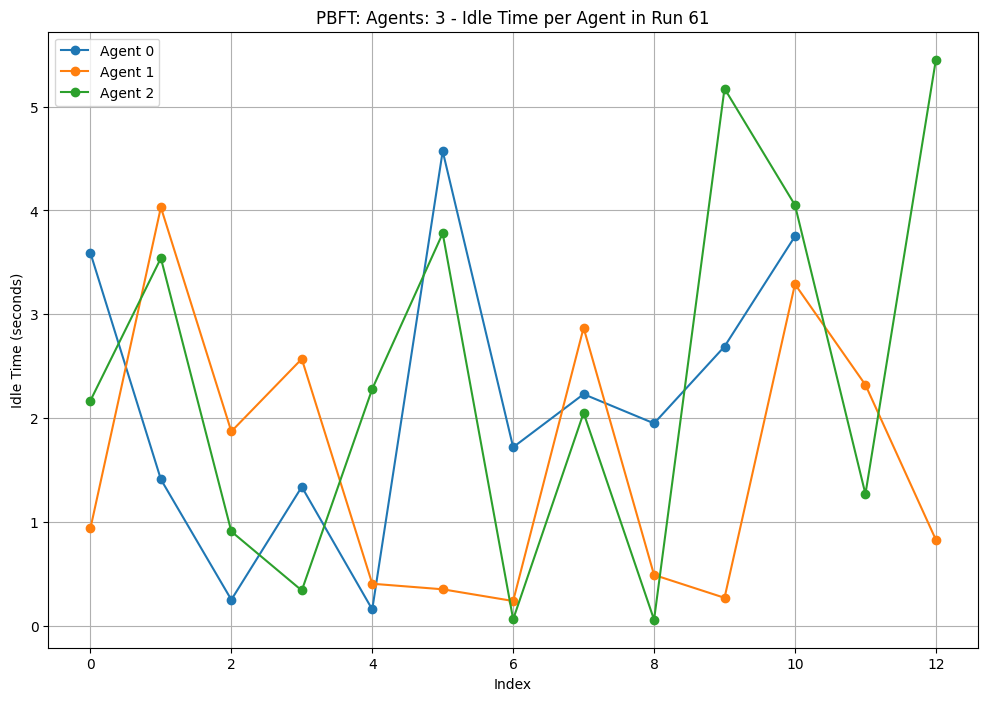 PBFT: Agents: 3 - Idle Time per Agent in Run 61
Agent 0
Agent 1
Agent 2
Idle Time (seconds)
5
4
3
2
1
0
0 2 4 6 8 10 12
Index